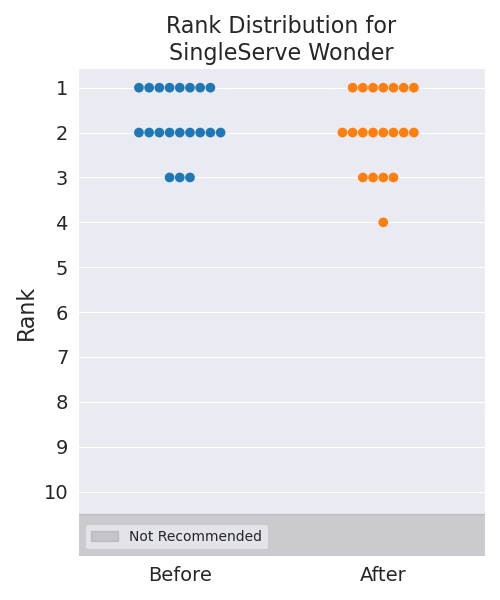 Rank Distribution for
SingleServe Wonder
1
2
3
4
5
6
7
8
9
10
Rank
Not Recommended
Before
After